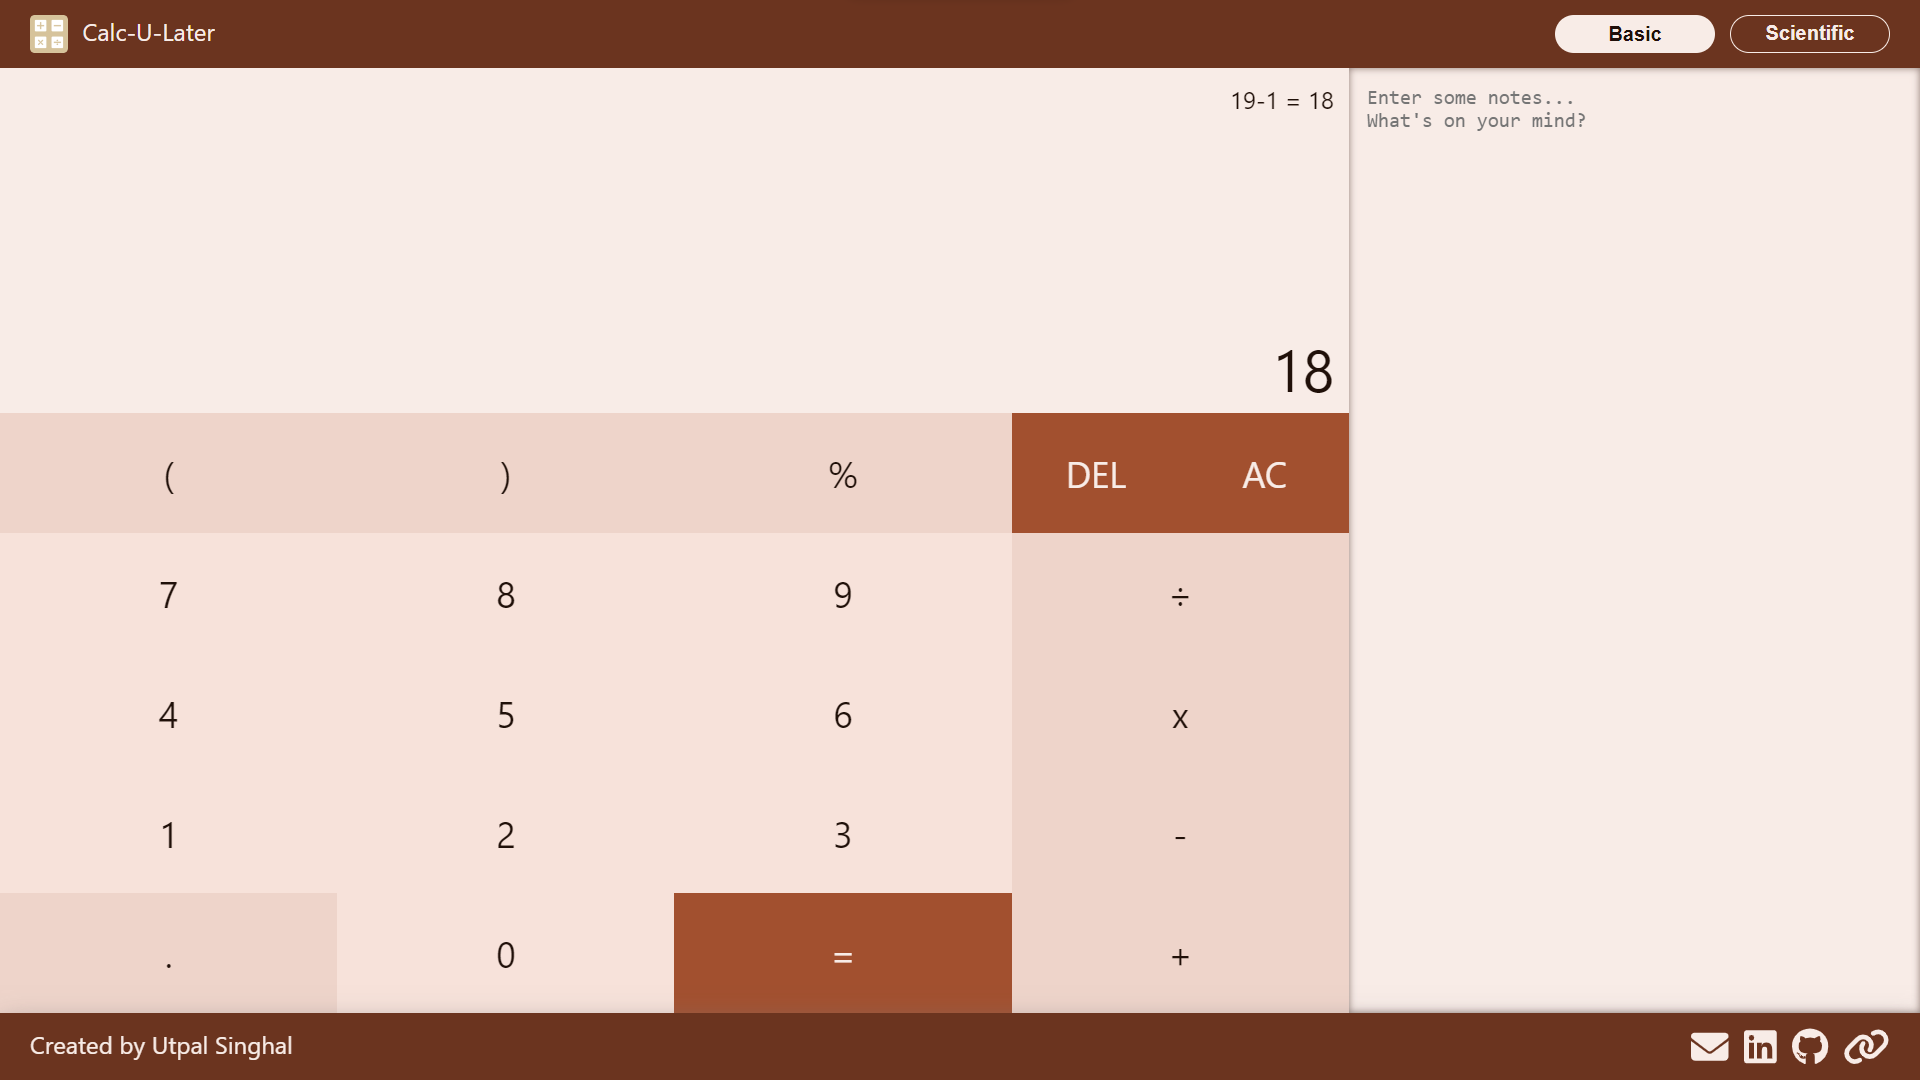 Calc-U-Later
Basic
Scientific
19-1 = 18
18
Enter some notes...
What's on your mind?
( ) % DEL AC
7 8 9 ÷
4 5 6 x
1 2 3 -
. 0 = +
Created by Utpal Singhal